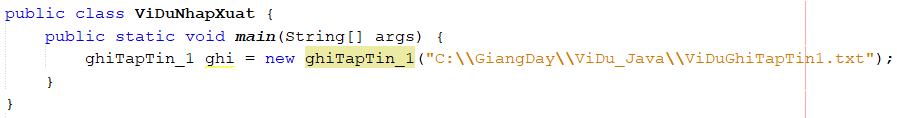 public class ViDuNhapXuat {
    public static void main(String[] args) {
        ghiTapTin_1 ghi = new ghiTapTin_1("C:\\GiangDay\\ViDu_Java\\ViDuGhiTapTin1.txt");
    }
}